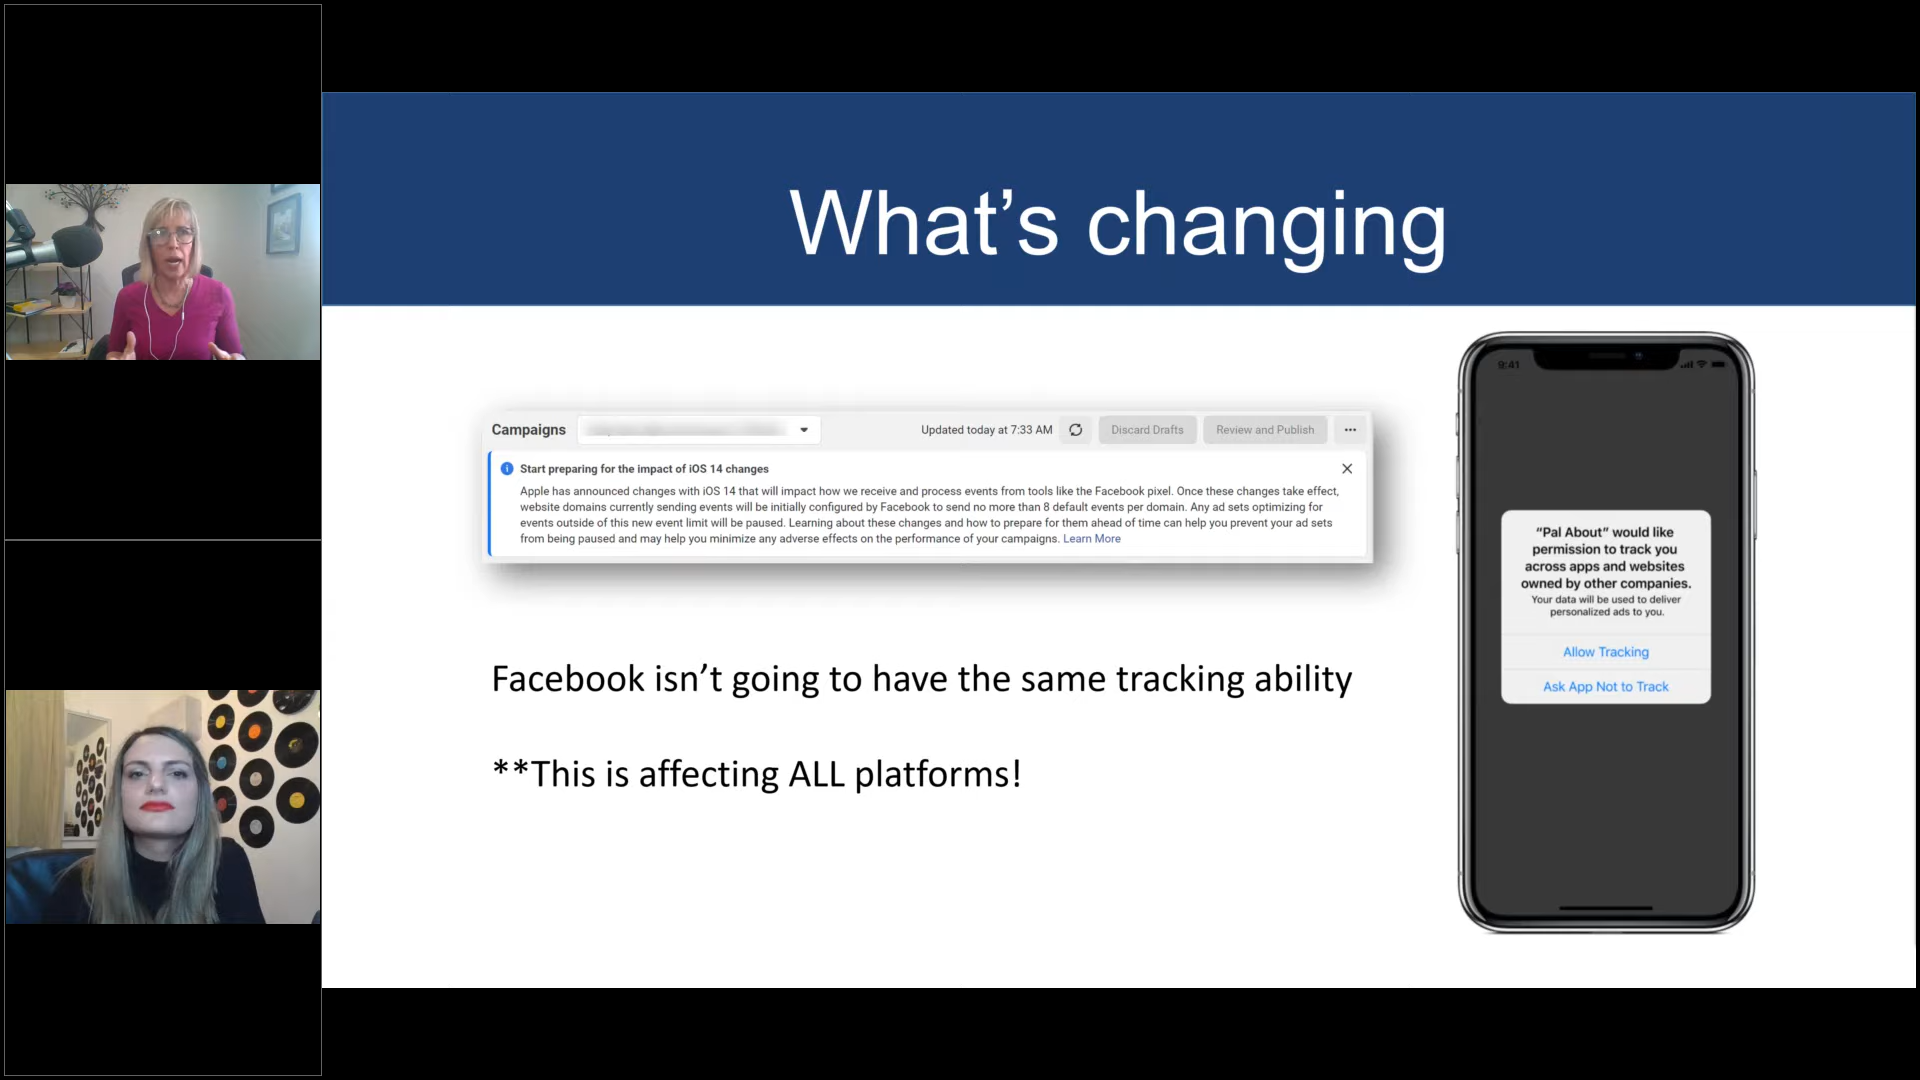 What’s changing
Campaigns
Updated today at 7:33 AM
Discard Drafts
Review and Publish
Start preparing for the impact of iOS 14 changes
Apple has announced changes with iOS 14 that will impact how we receive and process events from tools like the Facebook pixel. Once these changes take effect,
website domains currently sending events will be initially configured by Facebook to send no more than 8 default events per domain. Any ad sets optimizing for
events outside of this new event limit will be paused. Learning about these changes and how to prepare for them ahead of time can help you prevent your ad sets
from being paused and may help you minimize any adverse effects on the performance of your campaigns. Learn More
Facebook isn’t going to have the same tracking ability
**This is affecting ALL platforms!
9:41
“Pal About” would like
permission to track you
across apps and websites
owned by other companies.
Your data will be used to deliver
personalized ads to you.
Allow Tracking
Ask App Not to Track